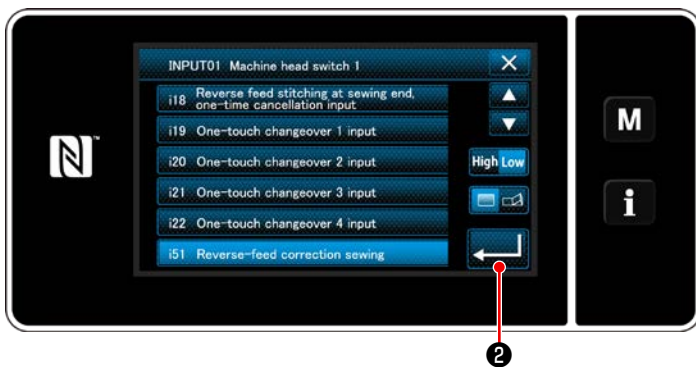 INPUT01 Machine head switch 1
i18 Reverse feed stitching at sewing end,
one-time cancellation input
i19 One-touch changeover 1 input
i20 One-touch changeover 2 input
High Low
i21 One-touch changeover 3 input
i22 One-touch changeover 4 input
i51 Reverse-feed correction sewing
N
TM
M
i
❷